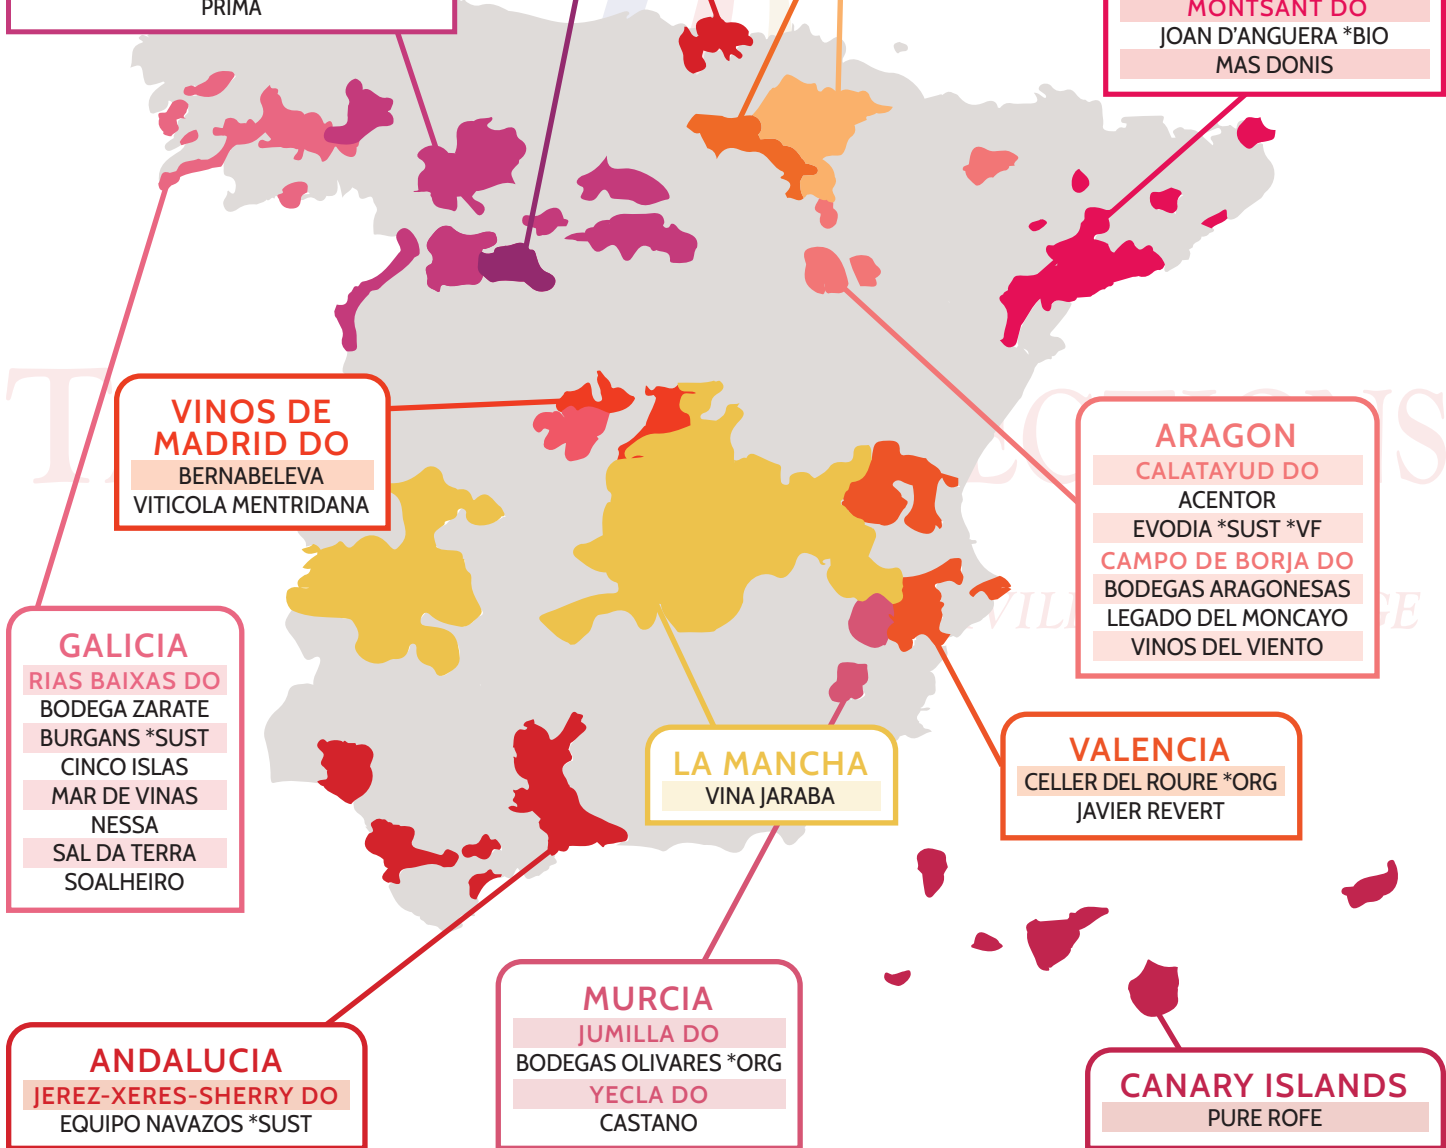 PRIMA
MONTSANT DO
JOAN D'ANGUERA *BIO
MAS DONIS
VINOS DE
MADRID DO
BERNABELEVA
VITICOLA MENTRIDANA
ARAGON
CALATAYUD DO
ACENTOR
EVODIA *SUST *VF
CAMPO DE BORJA DO
BODEGAS ARAGONESAS
LEGADO DEL MONCAYO
VINOS DEL VIENTO
GALICIA
RIAS BAIXAS DO
BODEGA ZARATE
BURGANS *SUST
CINCO ISLAS
MAR DE VINAS
NESSA
SAL DA TERRA
SOALHEIRO
LA MANCHA
VINA JARABA
VALENCIA
CELLER DEL ROURE *ORG
JAVIER REVERT
ANDALUCIA
JEREZ-XERES-SHERRY DO
EQUIPO NAVAZOS *SUST
MURCIA
JUMILLA DO
BODEGAS OLIVARES *ORG
YECLA DO
CASTANO
CANARY ISLANDS
PURE ROFE